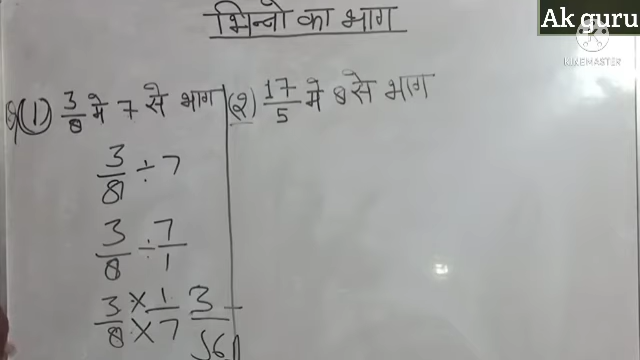 Ak guru
KINEMASTER
भिन्नो का भाग
Q(1) 3/8 मे 7 से भाग
3/8 ÷ 7
3/8 ÷ 7/1
3/8 × 1/7 3/56
(2) 17/5 मे 8 से भाग